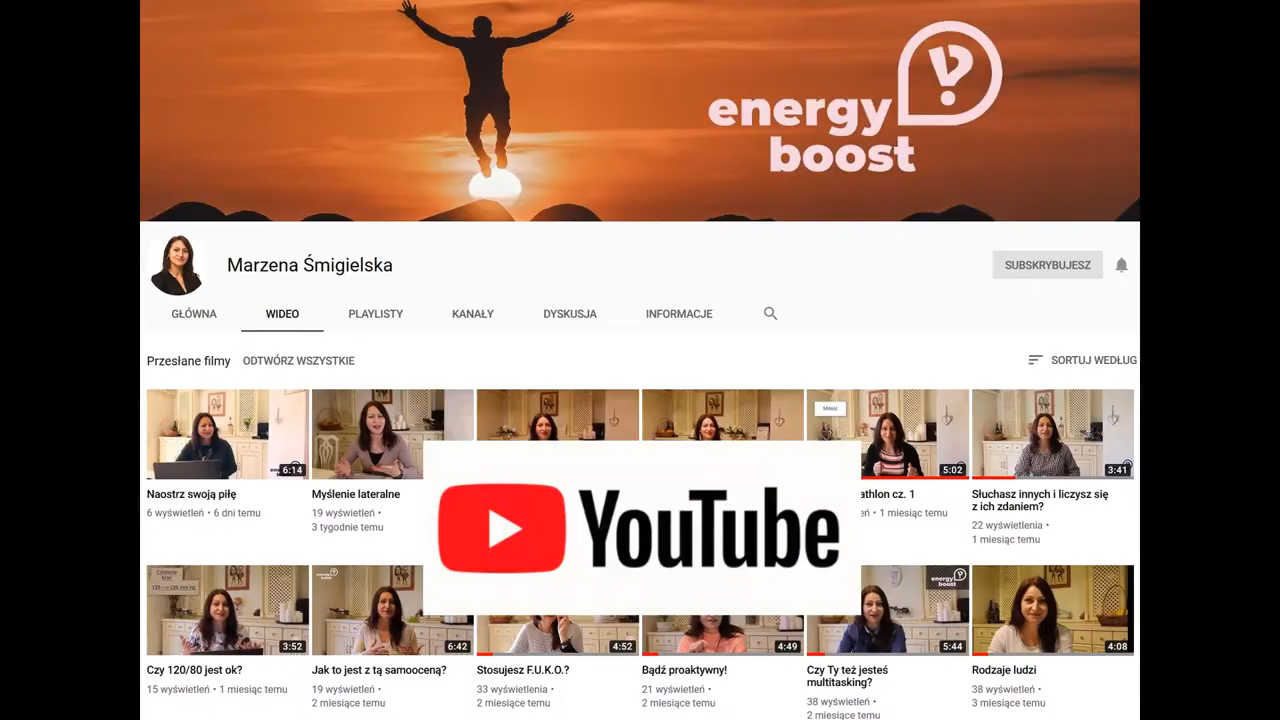 energy
boost
Marzena Śmigielska
SUBSKRYBUJESZ
GŁÓWNA WIDEO PLAYLISTY KANAŁY DYSKUSJA INFORMACJE
Przesłane filmy ODTWÓRZ WSZYSTKIE SORTUJ WEDŁUG
6:14 5:02 3:41
Naostrz swoją piłę
6 wyświetleń • 6 dni temu
Myślenie lateralne
19 wyświetleń •
3 tygodnie temu
athlon cz. 1
eń • 1 miesiąc temu
Słuchasz innych i liczysz się
z ich zdaniem?
22 wyświetlenia •
1 miesiąc temu
YouTube
energy
boost
3:52 6:42 4:52 4:49 5:44 4:08
Czy 120/80 jest ok?
15 wyświetleń • 1 miesiąc temu
Jak to jest z tą samooceną?
19 wyświetleń •
2 miesiące temu
Stosujesz F.U.K.O.?
33 wyświetlenia •
2 miesiące temu
Bądź proaktywny!
21 wyświetleń •
2 miesiące temu
Czy Ty też jesteś
multitasking?
38 wyświetleń •
2 miesiące temu
Rodzaje ludzi
38 wyświetleń •
3 miesiące temu